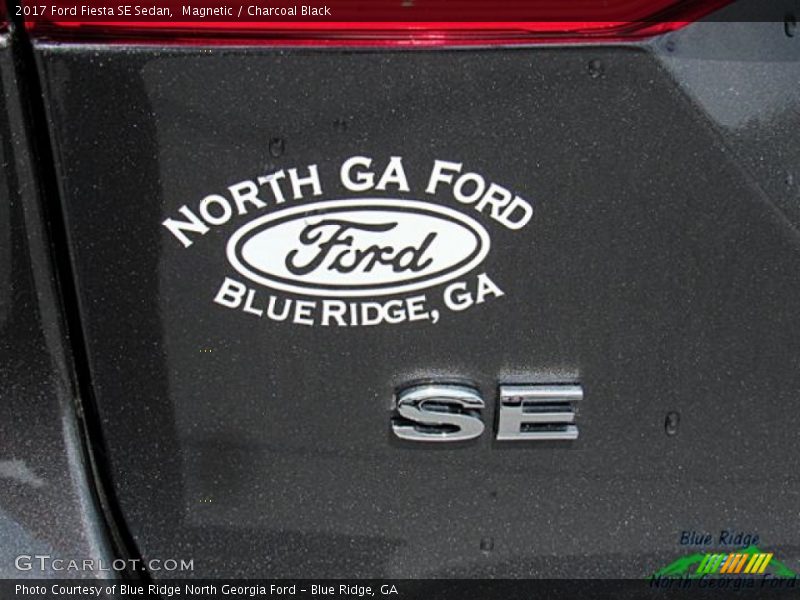 2017 Ford Fiesta SE Sedan,  Magnetic / Charcoal Black
NORTH GA FORD
Ford
BLUE RIDGE, GA
SE
Blue Ridge
North Georgia Ford
GTCARLOT.COM
Photo Courtesy of Blue Ridge North Georgia Ford - Blue Ridge, GA